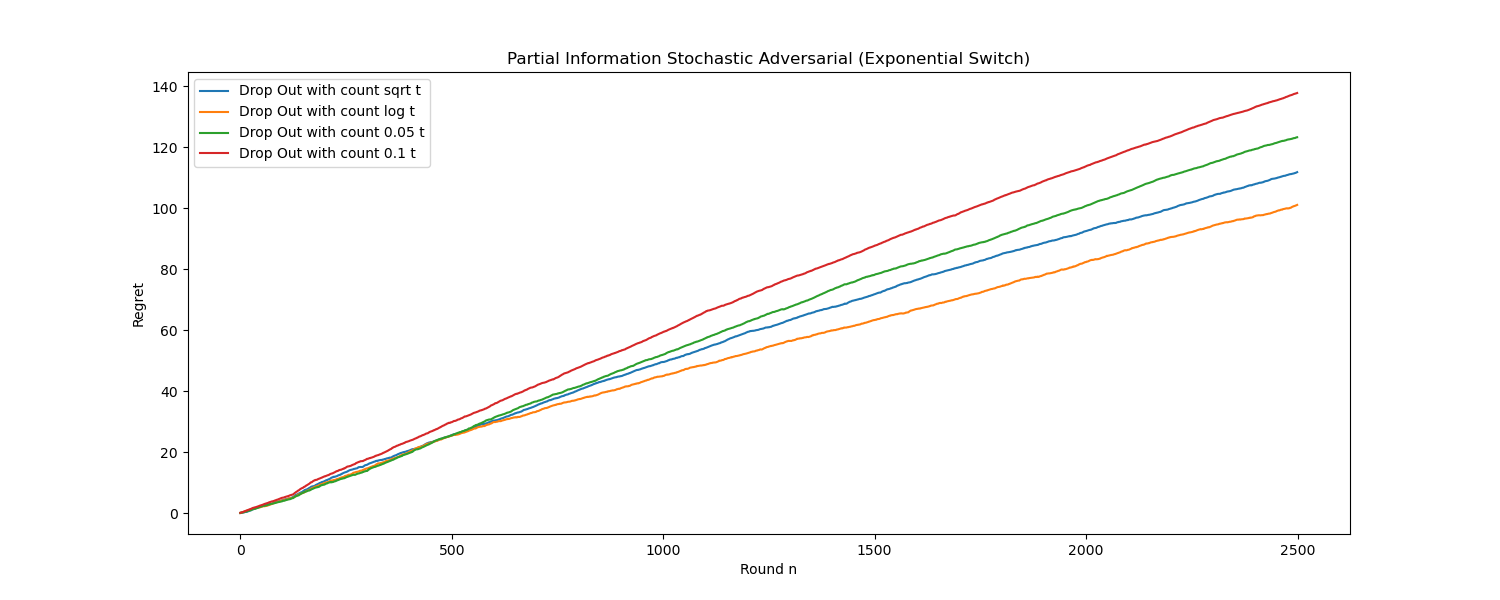 Partial Information Stochastic Adversarial (Exponential Switch)
Drop Out with count sqrt t
Drop Out with count log t
Drop Out with count 0.05 t
Drop Out with count 0.1 t
140
120
100
80
60
40
20
0
Regret
0 500 1000 1500 2000 2500
Round n